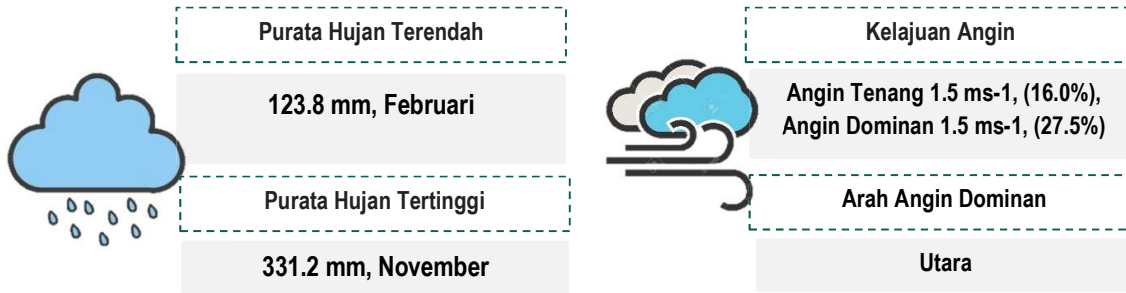 Purata Hujan Terendah
123.8 mm, Februari
Purata Hujan Tertinggi
331.2 mm, November
Kelajuan Angin
Angin Tenang 1.5 ms-1, (16.0%),
Angin Dominan 1.5 ms-1, (27.5%)
Arah Angin Dominan
Utara